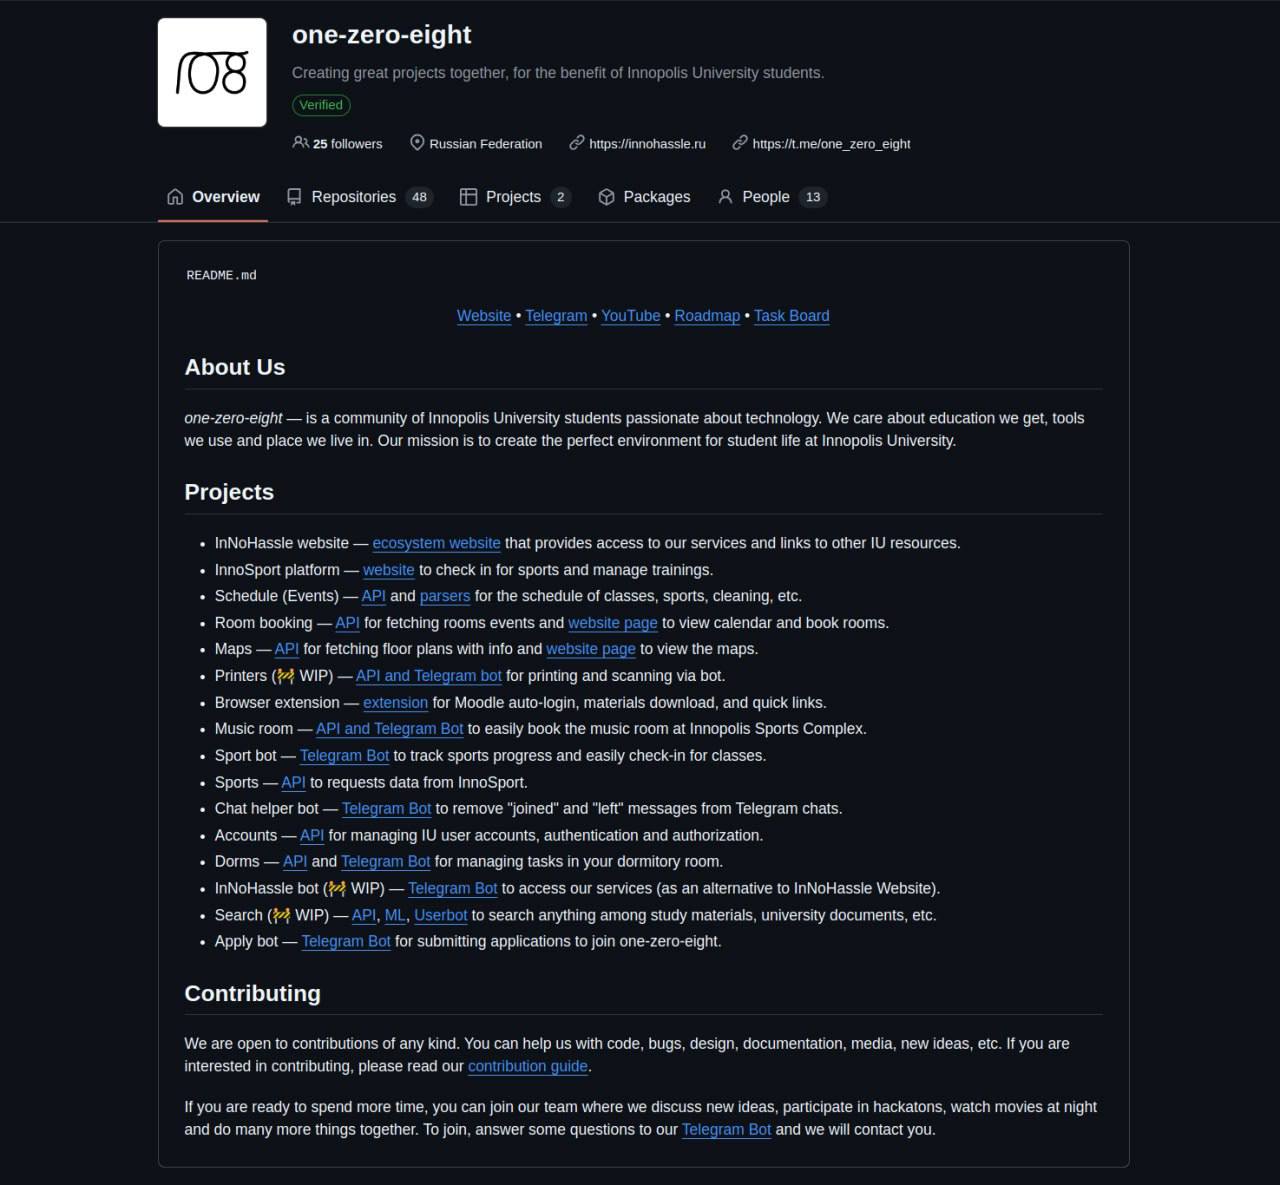 108
one-zero-eight
Creating great projects together, for the benefit of Innopolis University students.
Verified
25 followers Russian Federation https://innohassle.ru https://t.me/one_zero_eight
Overview Repositories 48 Projects 2 Packages People 13
README.md
Website • Telegram • YouTube • Roadmap • Task Board
About Us
one-zero-eight — is a community of Innopolis University students passionate about technology. We care about education we get, tools
we use and place we live in. Our mission is to create the perfect environment for student life at Innopolis University.
Projects
• InNoHassle website — ecosystem website that provides access to our services and links to other IU resources.
• InnoSport platform — website to check in for sports and manage trainings.
• Schedule (Events) — API and parsers for the schedule of classes, sports, cleaning, etc.
• Room booking — API for fetching rooms events and website page to view calendar and book rooms.
• Maps — API for fetching floor plans with info and website page to view the maps.
• Printers (🚧 WIP) — API and Telegram bot for printing and scanning via bot.
• Browser extension — extension for Moodle auto-login, materials download, and quick links.
• Music room — API and Telegram Bot to easily book the music room at Innopolis Sports Complex.
• Sport bot — Telegram Bot to track sports progress and easily check-in for classes.
• Sports — API to requests data from InnoSport.
• Chat helper bot — Telegram Bot to remove "joined" and "left" messages from Telegram chats.
• Accounts — API for managing IU user accounts, authentication and authorization.
• Dorms — API and Telegram Bot for managing tasks in your dormitory room.
• InNoHassle bot (🚧 WIP) — Telegram Bot to access our services (as an alternative to InNoHassle Website).
• Search (🚧 WIP) — API, ML, Userbot to search anything among study materials, university documents, etc.
• Apply bot — Telegram Bot for submitting applications to join one-zero-eight.
Contributing
We are open to contributions of any kind. You can help us with code, bugs, design, documentation, media, new ideas, etc. If you are
interested in contributing, please read our contribution guide.
If you are ready to spend more time, you can join our team where we discuss new ideas, participate in hackatons, watch movies at night
and do many more things together. To join, answer some questions to our Telegram Bot and we will contact you.